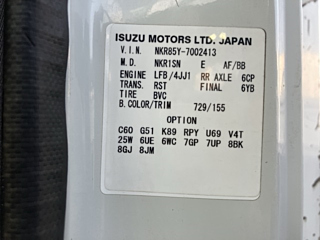 ISUZU MOTORS LTD. JAPAN
V.I.N. NKR85Y-7002413
M.D. NKR1SN E AF/BB
ENGINE LFB/4JJ1 RR AXLE 6CP
TRANS. RST FINAL 6YB
TIRE BVC
B.COLOR/TRIM 729/155
OPTION
C60 G51 K89 RPY U69 V4T
25W 6UE 6WC 7GP 7UP 8BK
8GJ 8JM